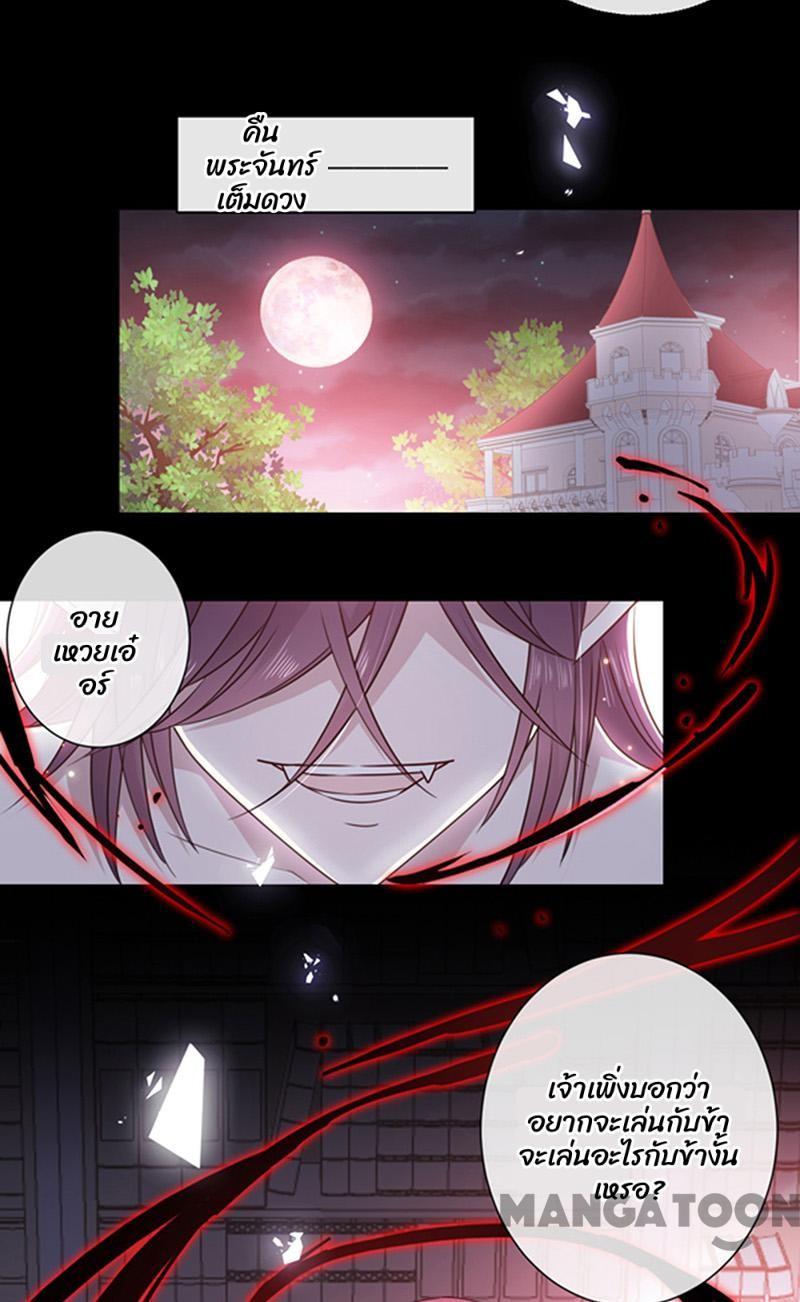 คืน
พระจันทร์
เต็มดวง
อาย
เหวยเอ๋
อร์
เจ้าเพิ่งบอกว่า
อยากจะเล่นกับข้า
จะเล่นอะไรกับข้างั้น
เหรอ?
MANGATOON